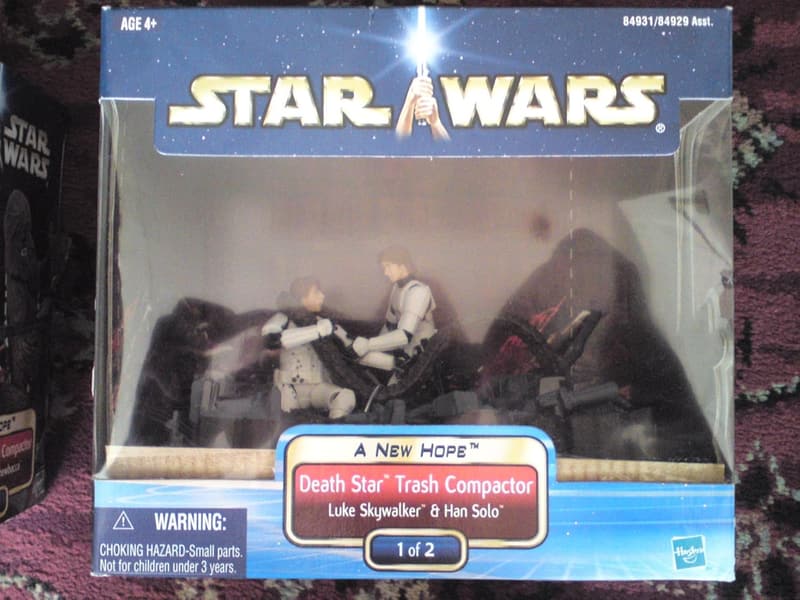 AGE 4+
84931/84929 Asst.
STAR WARS®
STAR
WARS
A NEW HOPE™
Death Star™ Trash Compactor
Luke Skywalker™ & Han Solo™
1 of 2
WARNING:
CHOKING HAZARD-Small parts.
Not for children under 3 years.
Hasbro
Compactor